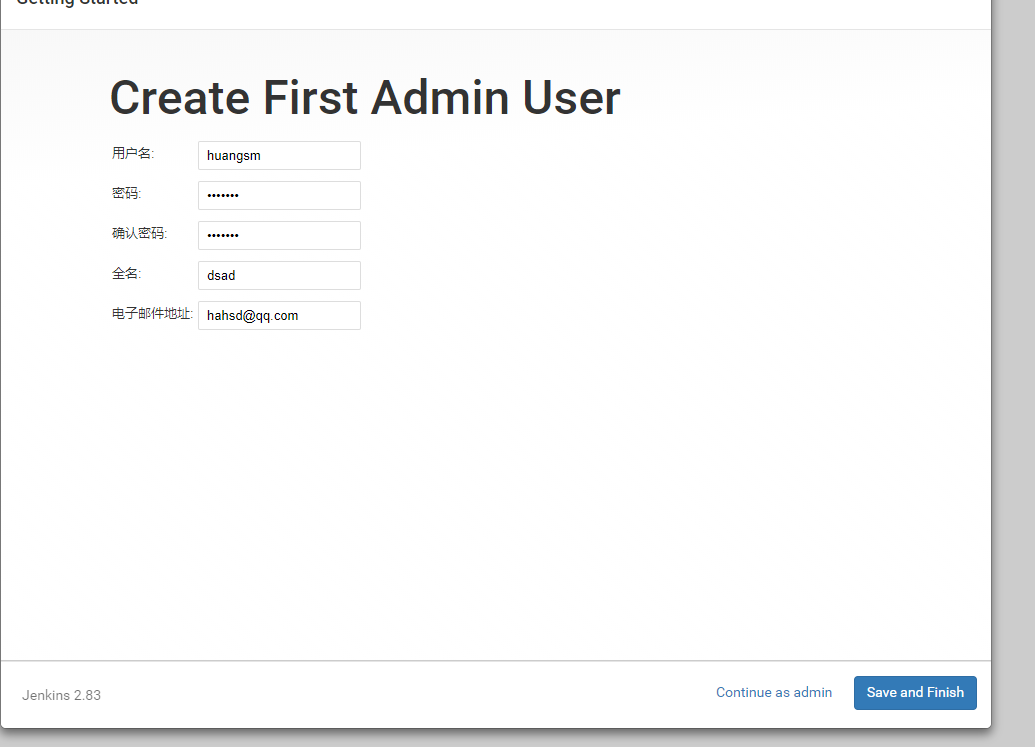 Getting Started
Create First Admin User
用户名: huangsm
密码: •••••••
确认密码: •••••••
全名: dsad
电子邮件地址: hahsd@qq.com
Jenkins 2.83 Continue as admin Save and Finish